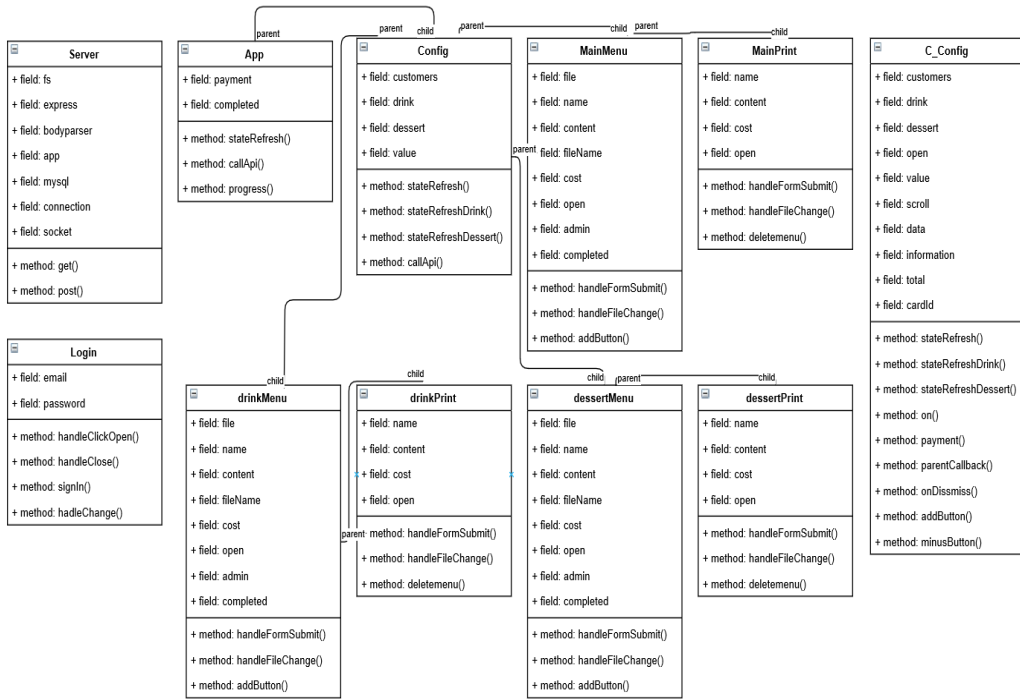 parent
child
parent
parent
child
child
Server
+ field: fs
+ field: express
+ field: bodyparser
+ field: app
+ field: mysql
+ field: connection
+ field: socket
+ method: get()
+ method: post()
App
+ field: payment
+ field: completed
+ method: stateRefresh()
+ method: callApi()
+ method: progress()
Config
+ field: customers
+ field: drink
+ field: dessert
+ field: value
+ method: stateRefresh()
+ method: stateRefreshDrink()
+ method: stateRefreshDessert()
+ method: callApi()
parent
MainMenu
+ field: file
+ field: name
+ field: content
+ field: fileName
+ field: cost
+ field: open
+ field: admin
+ field: completed
+ method: handleFormSubmit()
+ method: handleFileChange()
+ method: addButton()
MainPrint
+ field: name
+ field: content
+ field: cost
+ field: open
+ method: handleFormSubmit()
+ method: handleFileChange()
+ method: deletemenu()
C_Config
+ field: customers
+ field: drink
+ field: dessert
+ field: open
+ field: value
+ field: scroll
+ field: data
+ field: information
+ field: total
+ field: cardId
+ method: stateRefresh()
+ method: stateRefreshDrink()
+ method: stateRefreshDessert()
+ method: on()
+ method: payment()
+ method: parentCallback()
+ method: onDissmiss()
+ method: addButton()
+ method: minusButton()
Login
+ field: email
+ field: password
+ method: handleClickOpen()
+ method: handleClose()
+ method: signIn()
+ method: hadleChange()
child
drinkMenu
+ field: file
+ field: name
+ field: content
+ field: fileName
+ field: cost
+ field: open
+ field: admin
+ field: completed
+ method: handleFormSubmit()
+ method: handleFileChange()
+ method: addButton()
parent
child
drinkPrint
+ field: name
+ field: content
+ field: cost
+ field: open
+ method: handleFormSubmit()
+ method: handleFileChange()
+ method: deletemenu()
child
parent
dessertMenu
+ field: file
+ field: name
+ field: content
+ field: fileName
+ field: cost
+ field: open
+ field: admin
+ field: completed
+ method: handleFormSubmit()
+ method: handleFileChange()
+ method: addButton()
child
dessertPrint
+ field: name
+ field: content
+ field: cost
+ field: open
+ method: handleFormSubmit()
+ method: handleFileChange()
+ method: deletemenu()